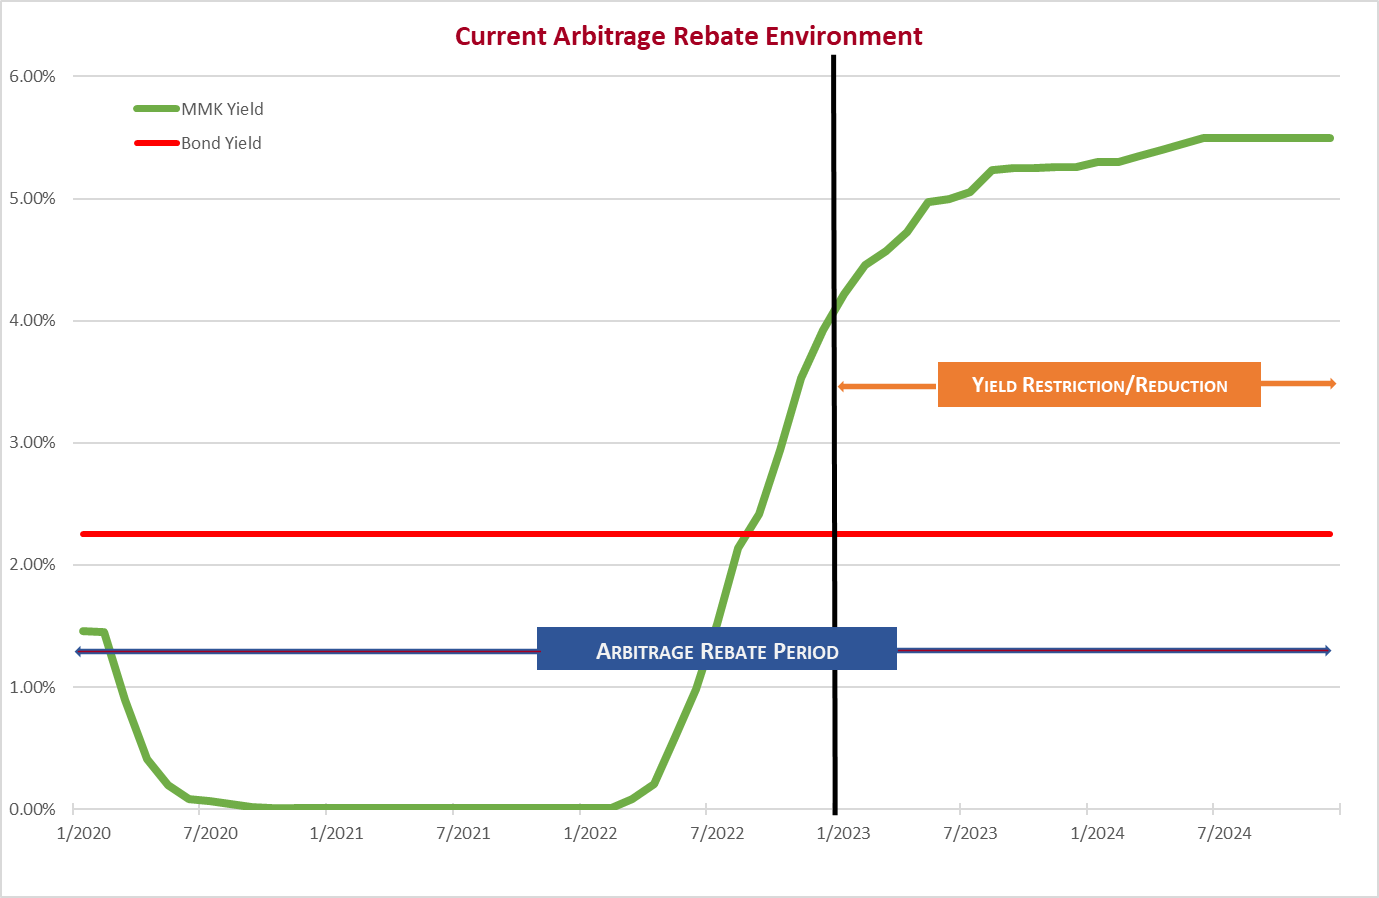 Current Arbitrage Rebate Environment
6.00%
MMK Yield
Bond Yield
5.00%
4.00%
YIELD RESTRICTION/REDUCTION
3.00%
2.00%
ARBITRAGE REBATE PERIOD
1.00%
0.00%
1/2020 7/2020 1/2021 7/2021 1/2022 7/2022 1/2023 7/2023 1/2024 7/2024